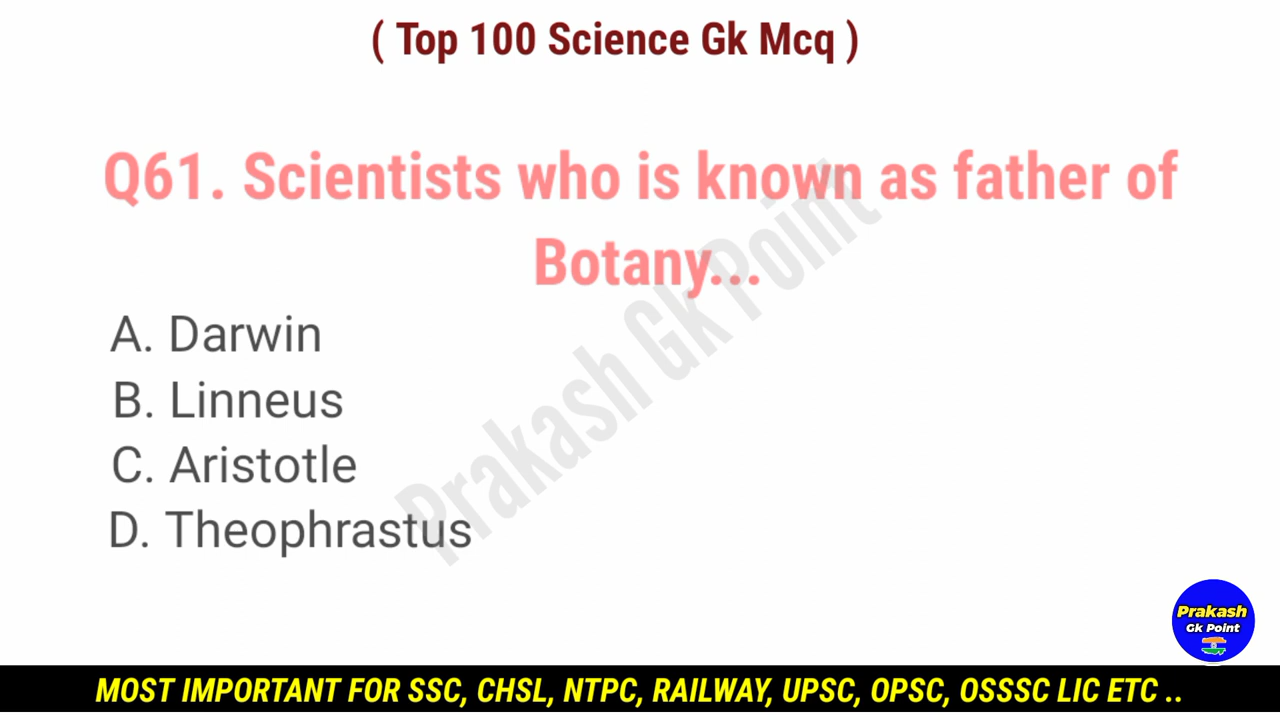 ( Top 100 Science Gk Mcq )
Q61. Scientists who is known as father of
Botany...
A. Darwin
B. Linneus
C. Aristotle
D. Theophrastus
Prakash Gk Point
Prakash
Gk Point
MOST IMPORTANT FOR SSC, CHSL, NTPC, RAILWAY, UPSC, OPSC, OSSSC LIC ETC ..